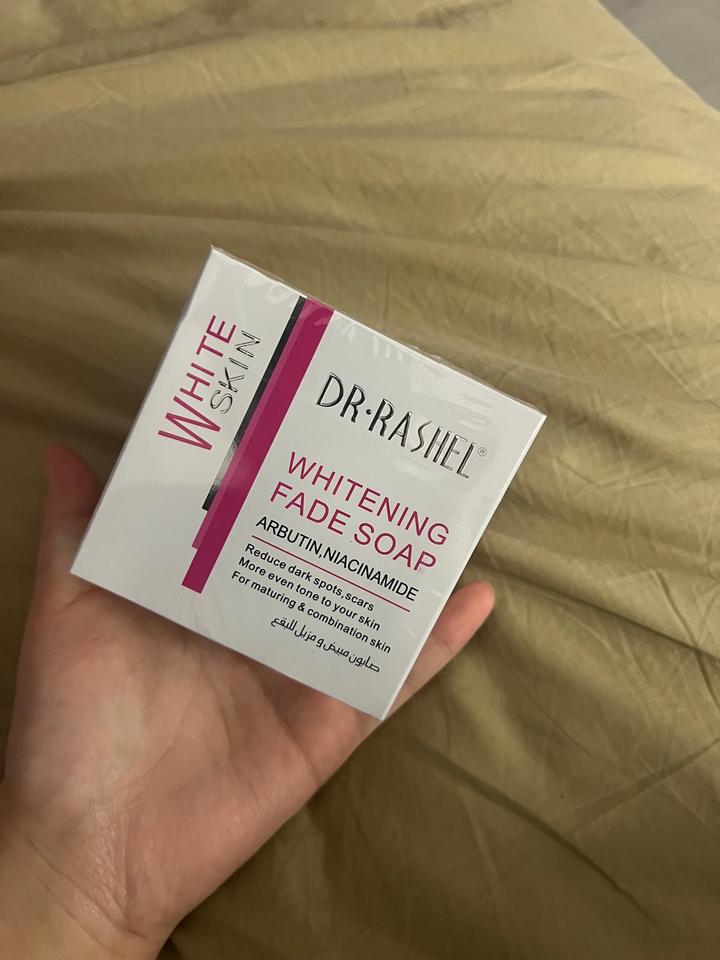 WHITE
SKIN
DR·RASHEL®
WHITENING
FADE SOAP
ARBUTIN,NIACINAMIDE
Reduce dark spots,scars
More even tone to your skin
For maturing & combination skin
صابون مبيض و مزيل للبقع